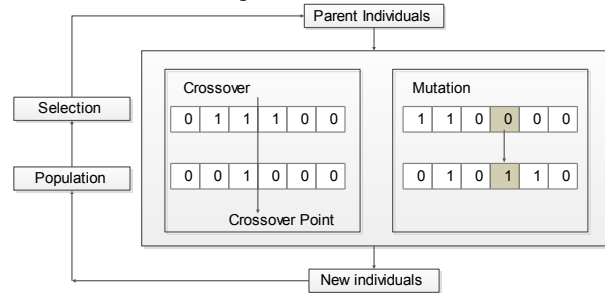 Parent Individuals
Crossover
0 1 1 1 0 0
0 0 1 0 0 0
Crossover Point
Mutation
1 1 0 0 0 0
0 1 0 1 1 0
Selection
Population
New individuals